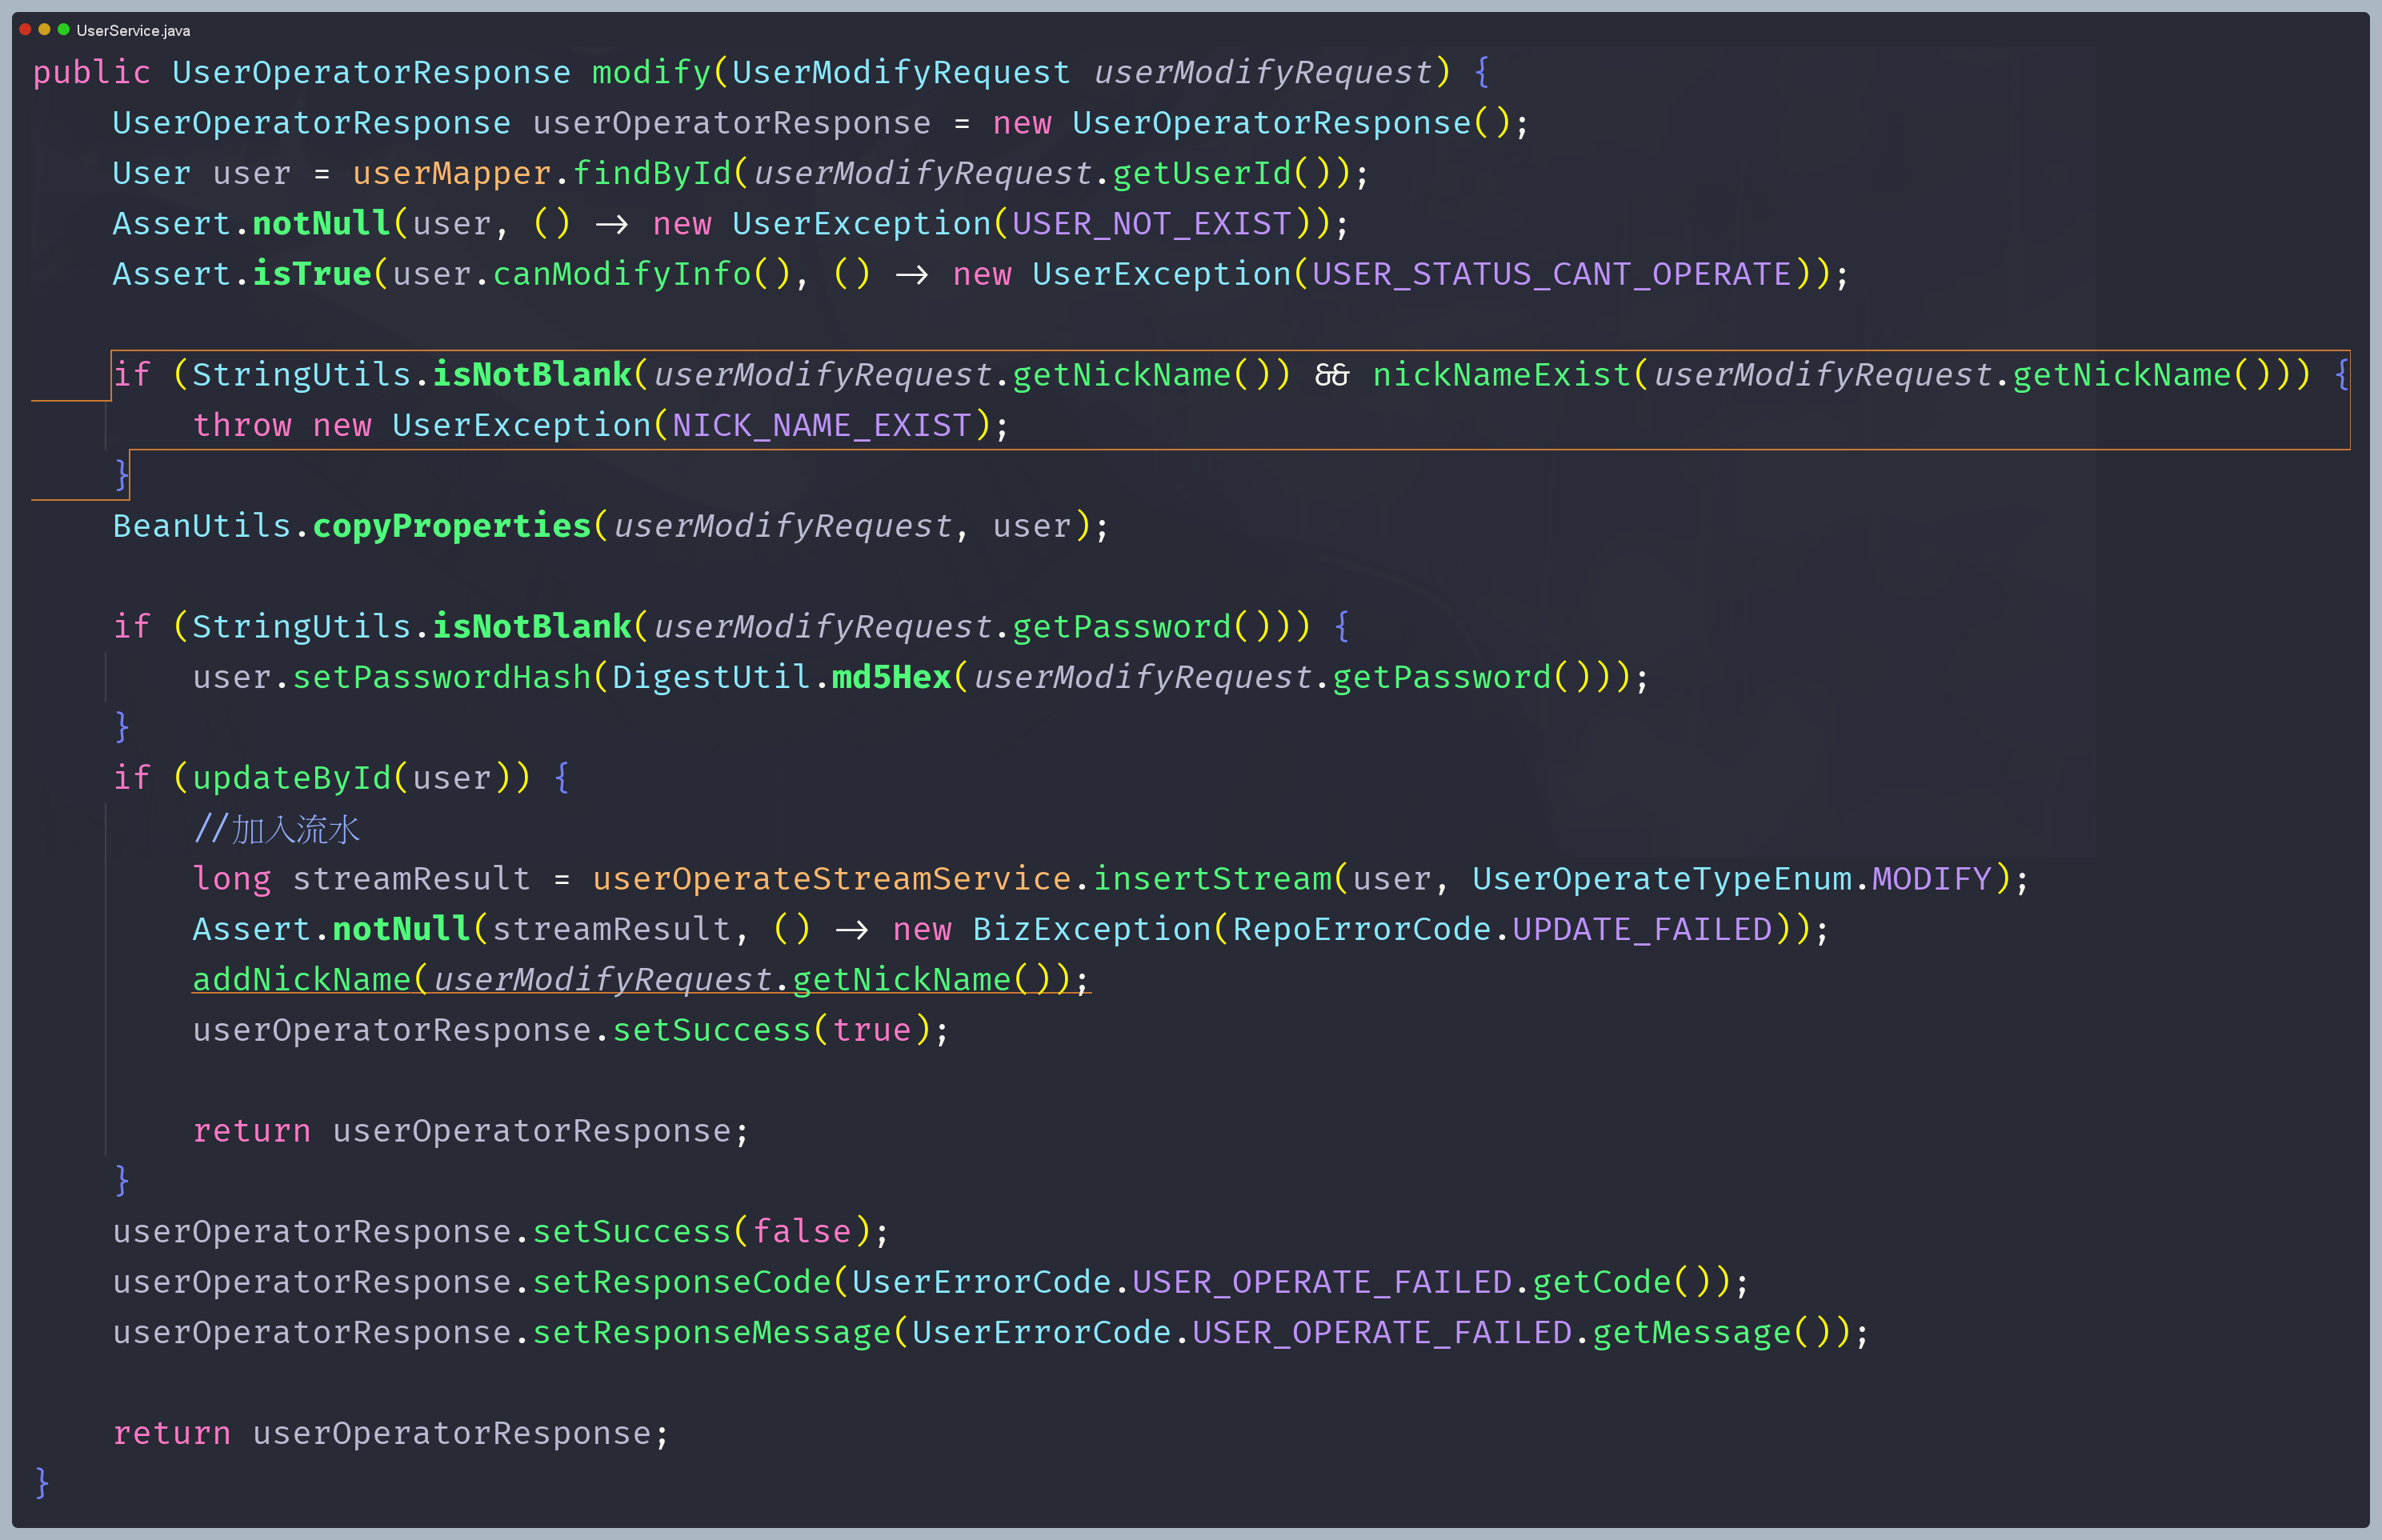 UserService.java
public UserOperatorResponse modify(UserModifyRequest userModifyRequest) {
    UserOperatorResponse userOperatorResponse = new UserOperatorResponse();
    User user = userMapper.findById(userModifyRequest.getUserId());
    Assert.notNull(user, () -> new UserException(USER_NOT_EXIST));
    Assert.isTrue(user.canModifyInfo(), () -> new UserException(USER_STATUS_CANT_OPERATE));

    if (StringUtils.isNotBlank(userModifyRequest.getNickName()) && nickNameExist(userModifyRequest.getNickName())) {
        throw new UserException(NICK_NAME_EXIST);
    }
    BeanUtils.copyProperties(userModifyRequest, user);

    if (StringUtils.isNotBlank(userModifyRequest.getPassword())) {
        user.setPasswordHash(DigestUtil.md5Hex(userModifyRequest.getPassword()));
    }
    if (updateById(user)) {
        //加入流水
        long streamResult = userOperateStreamService.insertStream(user, UserOperateTypeEnum.MODIFY);
        Assert.notNull(streamResult, () -> new BizException(RepoErrorCode.UPDATE_FAILED));
        addNickName(userModifyRequest.getNickName());
        userOperatorResponse.setSuccess(true);

        return userOperatorResponse;
    }
    userOperatorResponse.setSuccess(false);
    userOperatorResponse.setResponseCode(UserErrorCode.USER_OPERATE_FAILED.getCode());
    userOperatorResponse.setResponseMessage(UserErrorCode.USER_OPERATE_FAILED.getMessage());

    return userOperatorResponse;
}